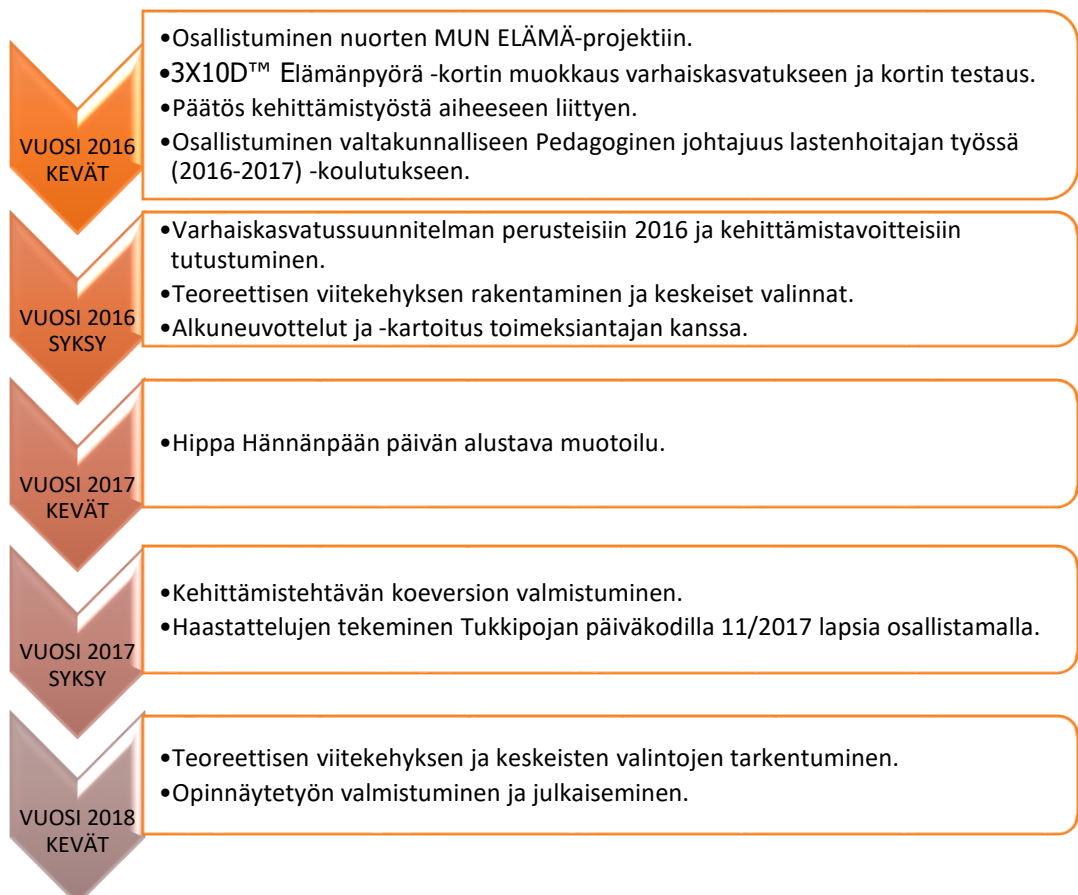 VUOSI 2016
KEVÄT
•Osallistuminen nuorten MUN ELÄMÄ-projektiin.
•3X10D™ Elämänpyörä -kortin muokkaus varhaiskasvatukseen ja kortin testaus.
•Päätös kehittämistyöstä aiheeseen liittyen.
•Osallistuminen valtakunnalliseen Pedagoginen johtajuus lastenhoitajan työssä
(2016-2017) -koulutukseen.
VUOSI 2016
SYKSY
•Varhaiskasvatussuunnitelman perusteisiin 2016 ja kehittämistavoitteisiin
tutustuminen.
•Teoreettisen viitekehyksen rakentaminen ja keskeiset valinnat.
•Alkuneuvottelut ja -kartoitus toimeksiantajan kanssa.
VUOSI 2017
KEVÄT
•Hippa Hännänpään päivän alustava muotoilu.
VUOSI 2017
SYKSY
•Kehittämistehtävän koeversion valmistuminen.
•Haastattelujen tekeminen Tukkipojan päiväkodilla 11/2017 lapsia osallistamalla.
VUOSI 2018
KEVÄT
•Teoreettisen viitekehyksen ja keskeisten valintojen tarkentuminen.
•Opinnäytetyön valmistuminen ja julkaiseminen.